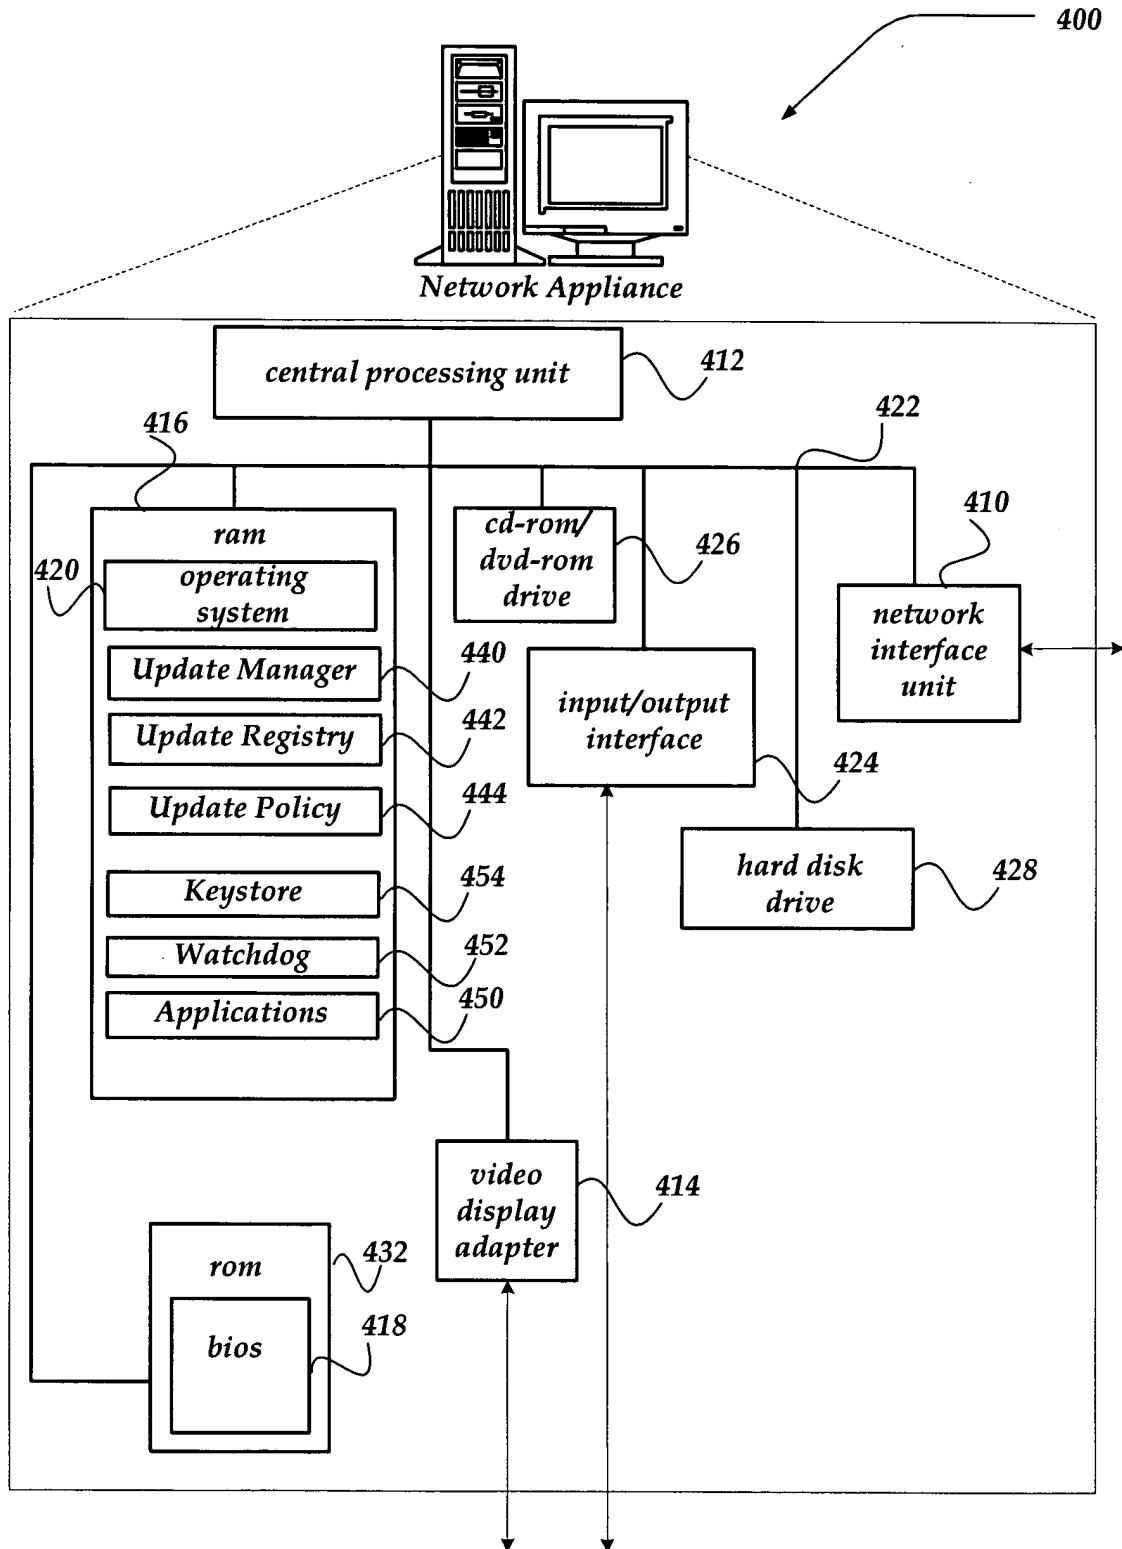 400
Network Appliance
central processing unit
412
416
422
ram
cd-rom/
dvd-rom
drive
426
410
420
operating
system
network
interface
unit
Update Manager
440
input/output
interface
Update Registry
442
424
Update Policy
444
hard disk
drive
428
Keystore
454
Watchdog
452
Applications
450
video
display
adapter
414
rom
432
bios
418